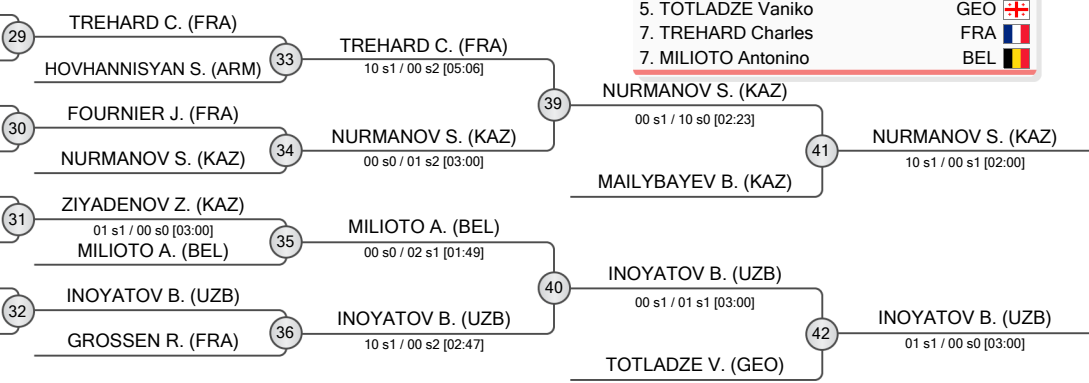 5. TOTLADZE Vaniko GEO
7. TREHARD Charles FRA
7. MILIOTO Antonino BEL
29
TREHARD C. (FRA)
HOVHANNISYAN S. (ARM)
33
TREHARD C. (FRA)
10 s1 / 00 s2 [05:06]
30
FOURNIER J. (FRA)
NURMANOV S. (KAZ)
34
NURMANOV S. (KAZ)
00 s0 / 01 s2 [03:00]
39
NURMANOV S. (KAZ)
00 s1 / 10 s0 [02:23]
MAILYBAYEV B. (KAZ)
41
NURMANOV S. (KAZ)
10 s1 / 00 s1 [02:00]
31
ZIYADENOV Z. (KAZ)
01 s1 / 00 s0 [03:00]
MILIOTO A. (BEL)
35
MILIOTO A. (BEL)
00 s0 / 02 s1 [01:49]
32
INOYATOV B. (UZB)
GROSSEN R. (FRA)
36
INOYATOV B. (UZB)
10 s1 / 00 s2 [02:47]
40
INOYATOV B. (UZB)
00 s1 / 01 s1 [03:00]
TOTLADZE V. (GEO)
42
INOYATOV B. (UZB)
01 s1 / 00 s0 [03:00]